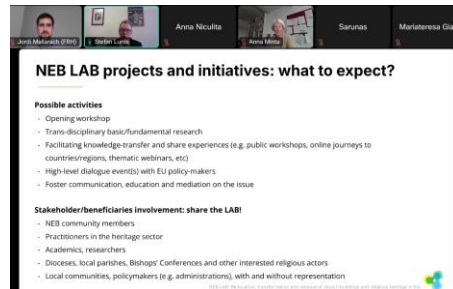 Jordi Mallarach (FRH)
Stefan Lunte
Anna Niculita
Anna Minta
Sarunas
Mariateresa Gia
NEB LAB projects and initiatives: what to expect?
Possible activities
- Opening workshop
- Trans-disciplinary basic/fundamental research
- Facilitating knowledge-transfer and share experiences (e.g. public workshops, online journeys to
countries/regions, thematic webinars, etc)
- High-level dialogue event(s) with EU policy-makers
- Foster communication, education and mediation on the issue
Stakeholder/beneficiaries involvement: share the LAB!
- NEB community members
- Practitioners in the heritage sector
- Academics, researchers
- Dioceses, local parishes, Bishops' Conferences and other interested religious actors
- Local communities, policymakers (e.g. administrations), with and without representation